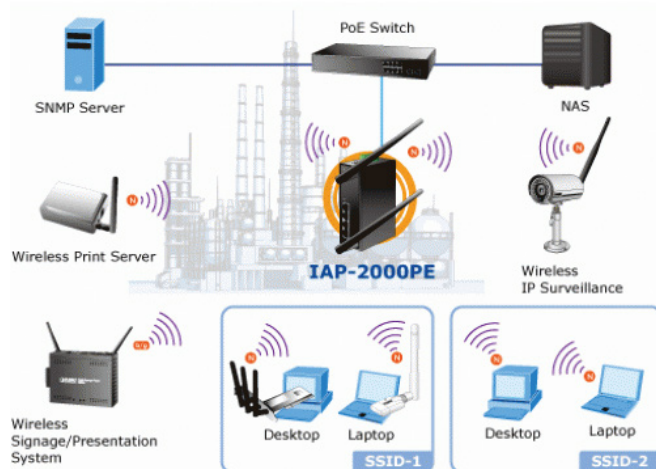 PoE Switch
SNMP Server
NAS
N
N
N
N
Wireless Print Server
IAP-2000PE
Wireless
IP Surveillance
N
N
N
N
Wireless
Signage/Presentation
System
Desktop
Laptop
SSID-1
Desktop
Laptop
SSID-2